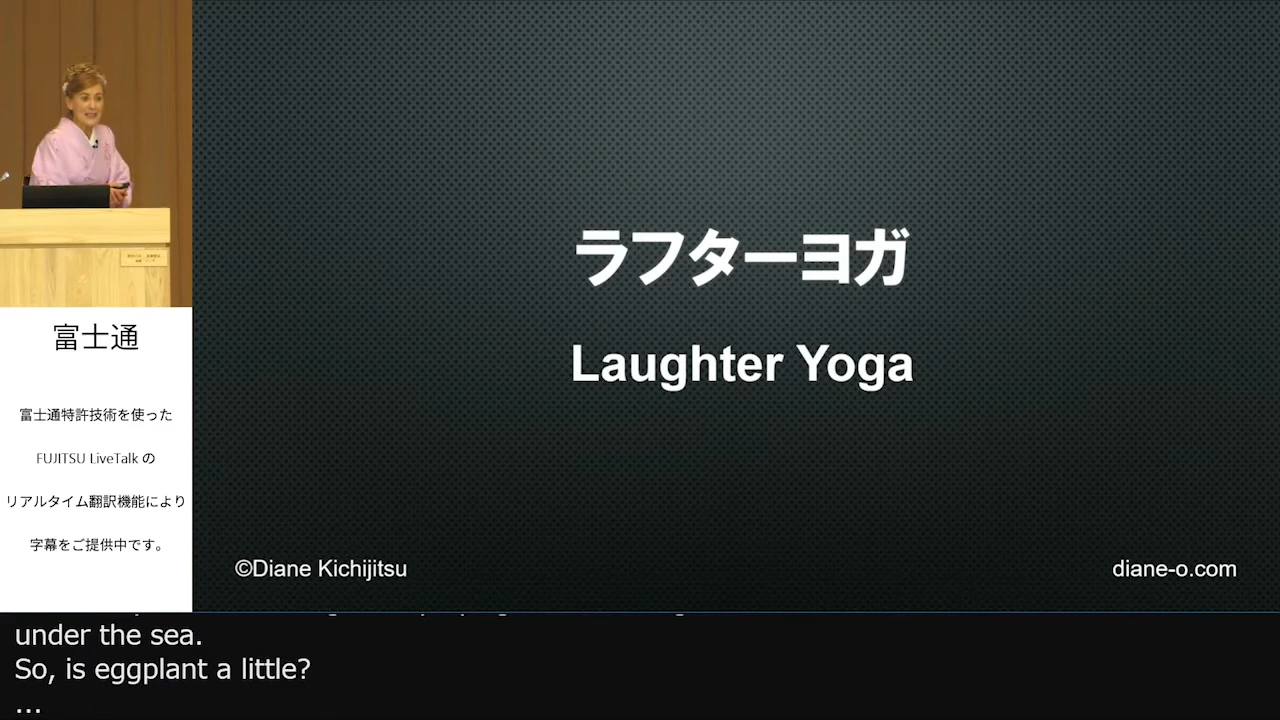 ラフターヨガ
Laughter Yoga
©Diane Kichijitsu
diane-o.com
富士通
富士通特許技術を使った
FUJITSU LiveTalk の
リアルタイム翻訳機能により
字幕をご提供中です。
under the sea.
So, is eggplant a little?
...